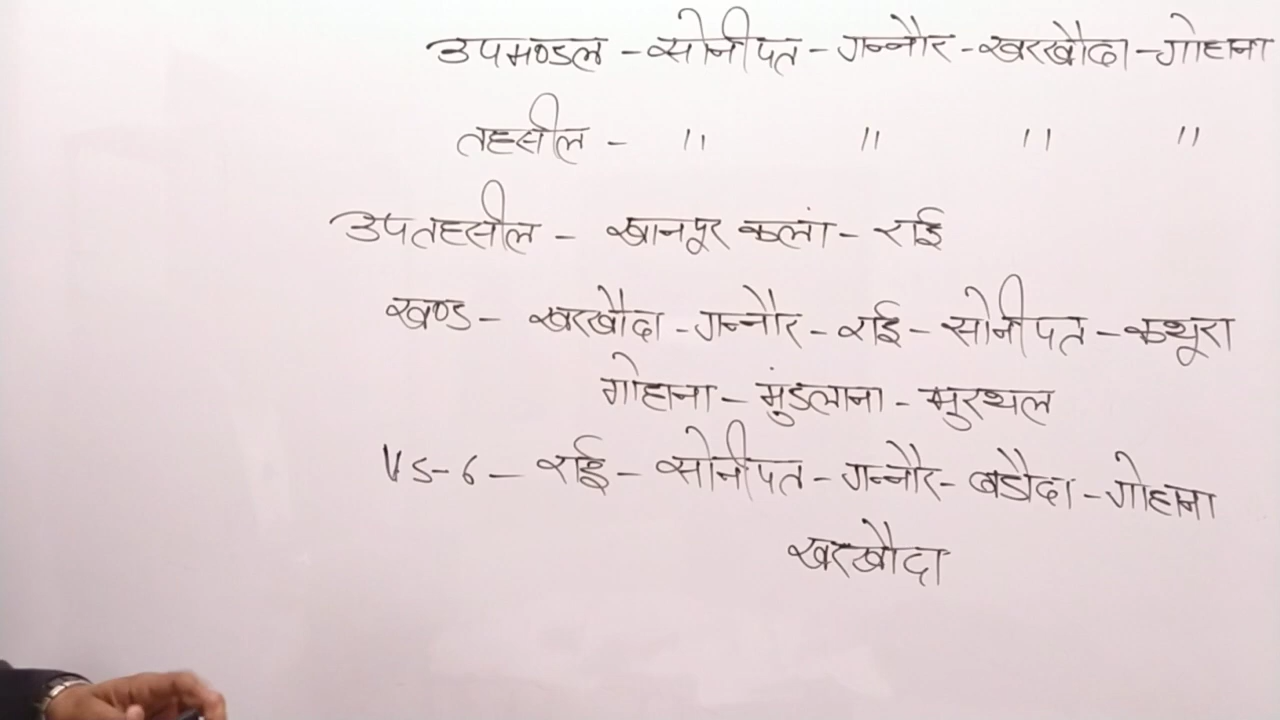 उपमण्डल - सोनीपत - गन्नौर - खरखौदा - गोहाना
तहसील - " " " "
उपतहसील - खानपूर कलां - राई
खण्ड - खरखौदा - गन्नौर - राई - सोनीपत - कथूरा
गोहाना - मुंडलाना - मुरथल
VS-6 - राई - सोनीपत - गन्नौर - बडौदा - गोहाना
खरखौदा